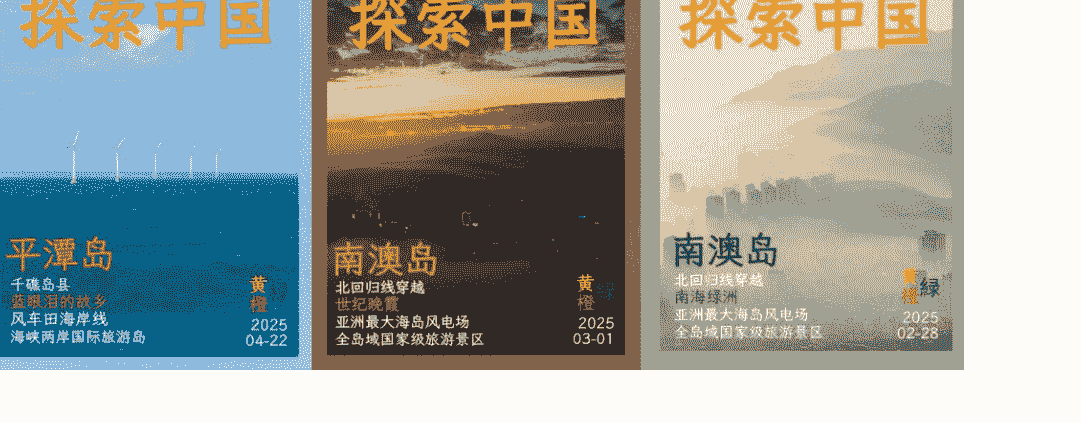 探索中国
平潭岛
千礁岛县
蓝眼泪的故乡
风车田海岸线
海峡两岸国际旅游岛
黄
橙
2025
04-22
探索中国
南澳岛
北回归线穿越
世纪晚霞
亚洲最大海岛风电场
全岛域国家级旅游景区
黄
橙
2025
03-01
探索中国
南澳岛
北回归线穿越
南海绿洲
亚洲最大海岛风电场
全岛域国家级旅游景区
黄
橙
绿
2025
02-28